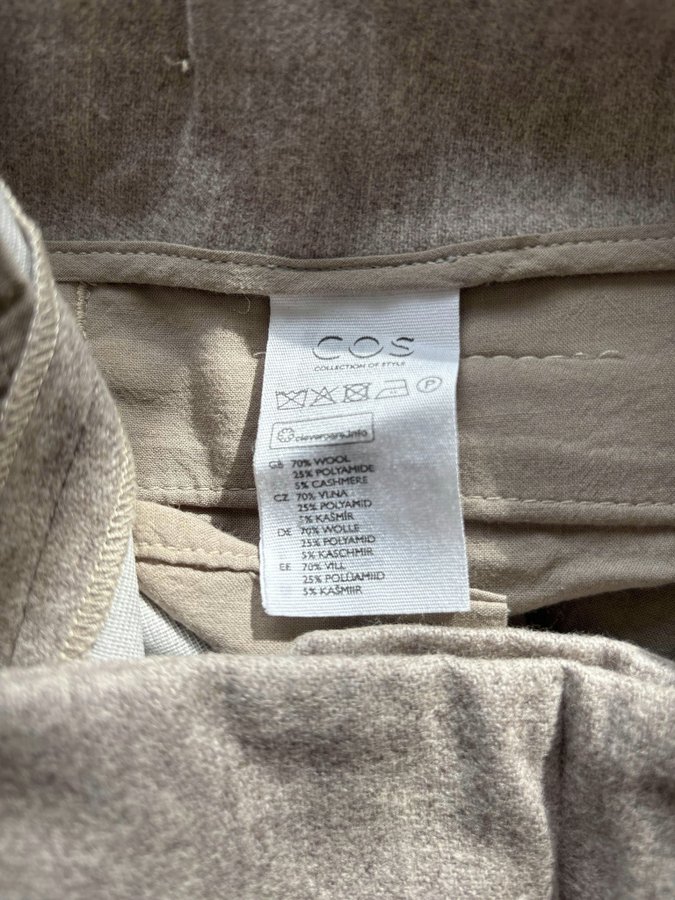 COS
COLLECTION OF STYLE
P
clevercare.info
GB 70% WOOL
25% POLYAMIDE
5% CASHMERE
CZ 70% VLNA
25% POLYAMID
5% KAŠMÍR
DE 70% WOLLE
25% POLYAMID
5% KASCHMIR
EE 70% VILL
25% POLÜAMIID
5% KAŠMIIR